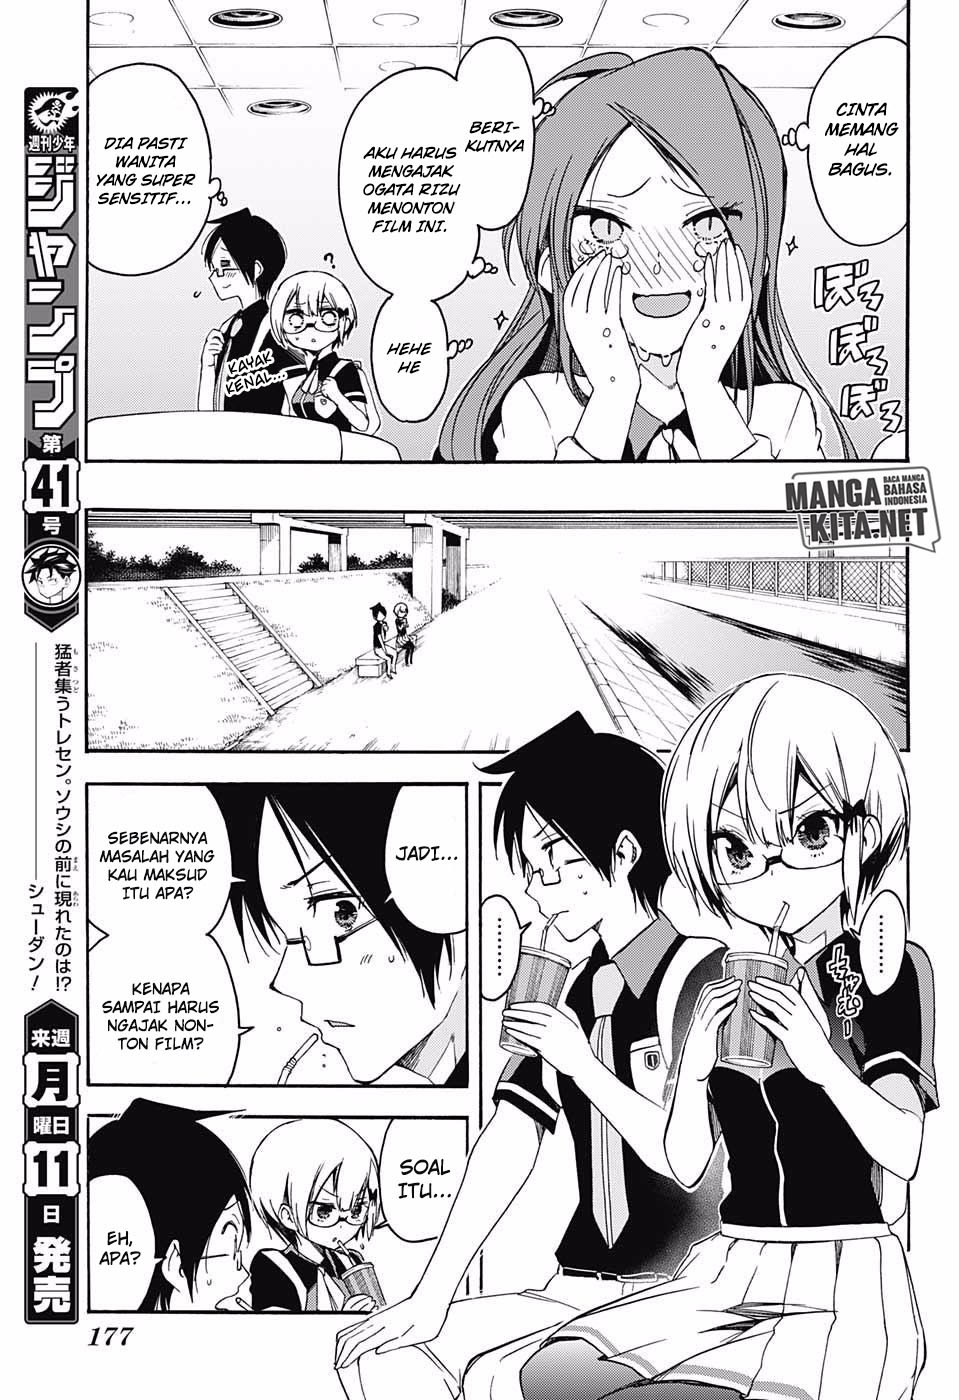 CINTA
MEMANG
HAL
BAGUS.
BERI-
KUTNYA
AKU HARUS
MENGAJAK
OGATA RIZU
MENONTON
FILM INI.
HEHE
HE
DIA PASTI
WANITA
YANG SUPER
SENSITIF...
?
KAYAK
KENAL...
ぼろ
ぼろ
ぼろ
MANGA
KITA.NET
BACA MANGA
BAHASA
INDONESIA
JADI...
SEBENARNYA
MASALAH YANG
KAU MAKSUD
ITU APA?
KENAPA
SAMPAI HARUS
NGAJAK NON-
TON FILM?
SOAL
ITU...
EH,
APA?
177
週刊少年
ジャンプ
第
41
号
猛者集うトレセン。ソウシの前に現れたのは!?
シューダン!
来週
月
曜日
11
日
発売